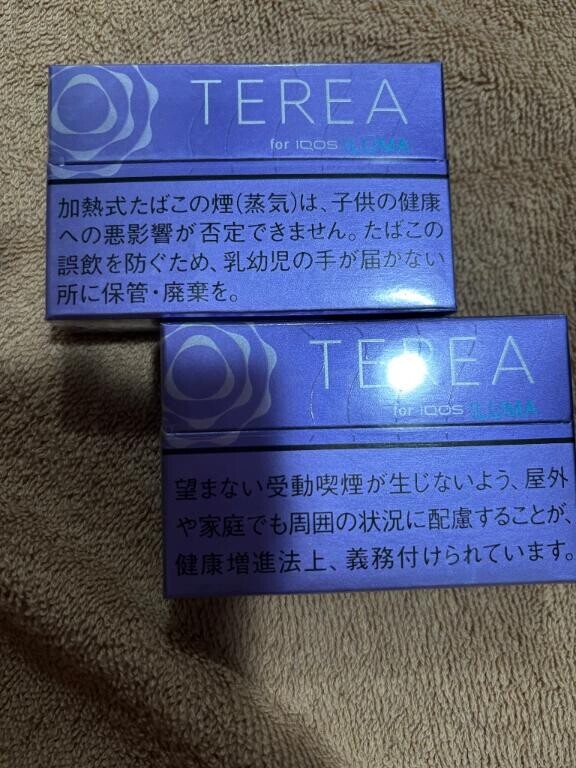 TEREA
for IQOS ILUMA
加熱式たばこの煙(蒸気)は、子供の健康
への悪影響が否定できません。たばこの
誤飲を防ぐため、乳幼児の手が届かない
所に保管・廃棄を。
TEREA
for IQOS ILUMA
望まない受動喫煙が生じないよう、屋外
や家庭でも周囲の状況に配慮することが、
健康増進法上、義務付けられています。